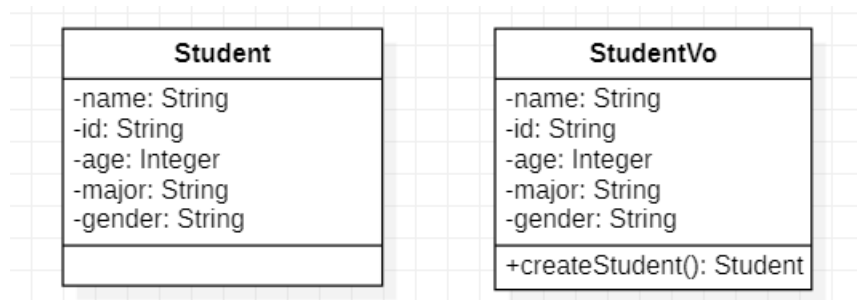 Student
-name: String
-id: String
-age: Integer
-major: String
-gender: String
StudentVo
-name: String
-id: String
-age: Integer
-major: String
-gender: String
+createStudent(): Student